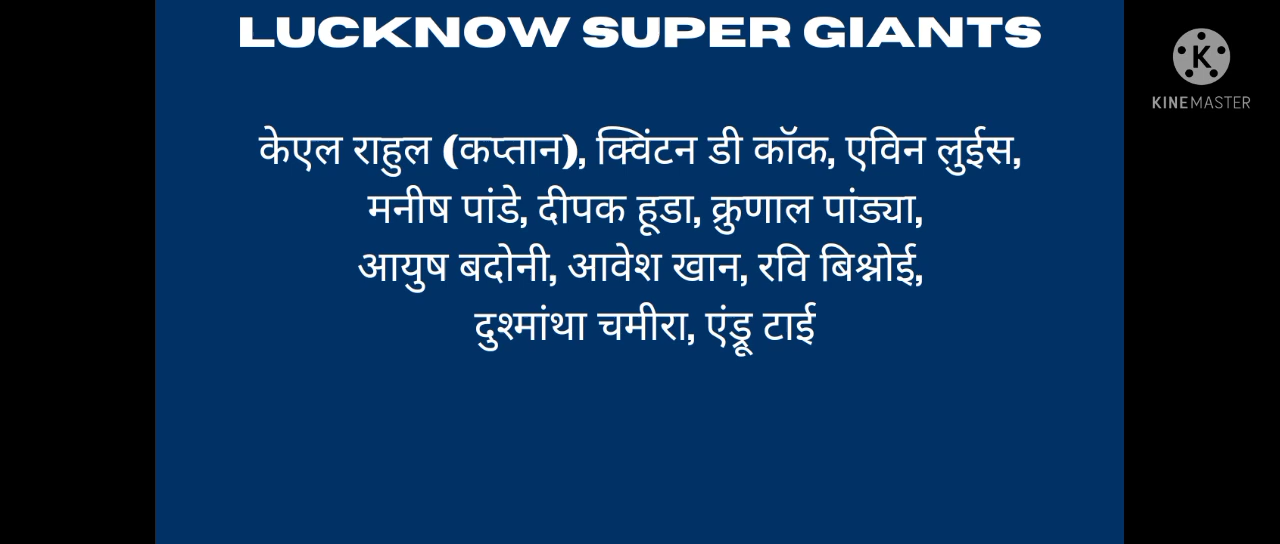 LUCKNOW SUPER GIANTS
केएल राहुल (कप्तान), क्विंटन डी कॉक, एविन लुईस,
मनीष पांडे, दीपक हूडा, क्रुणाल पांड्या,
आयुष बदोनी, आवेश खान, रवि बिश्नोई,
दुश्मांथा चमीरा, एंड्रू टाई
K
KINEMASTER